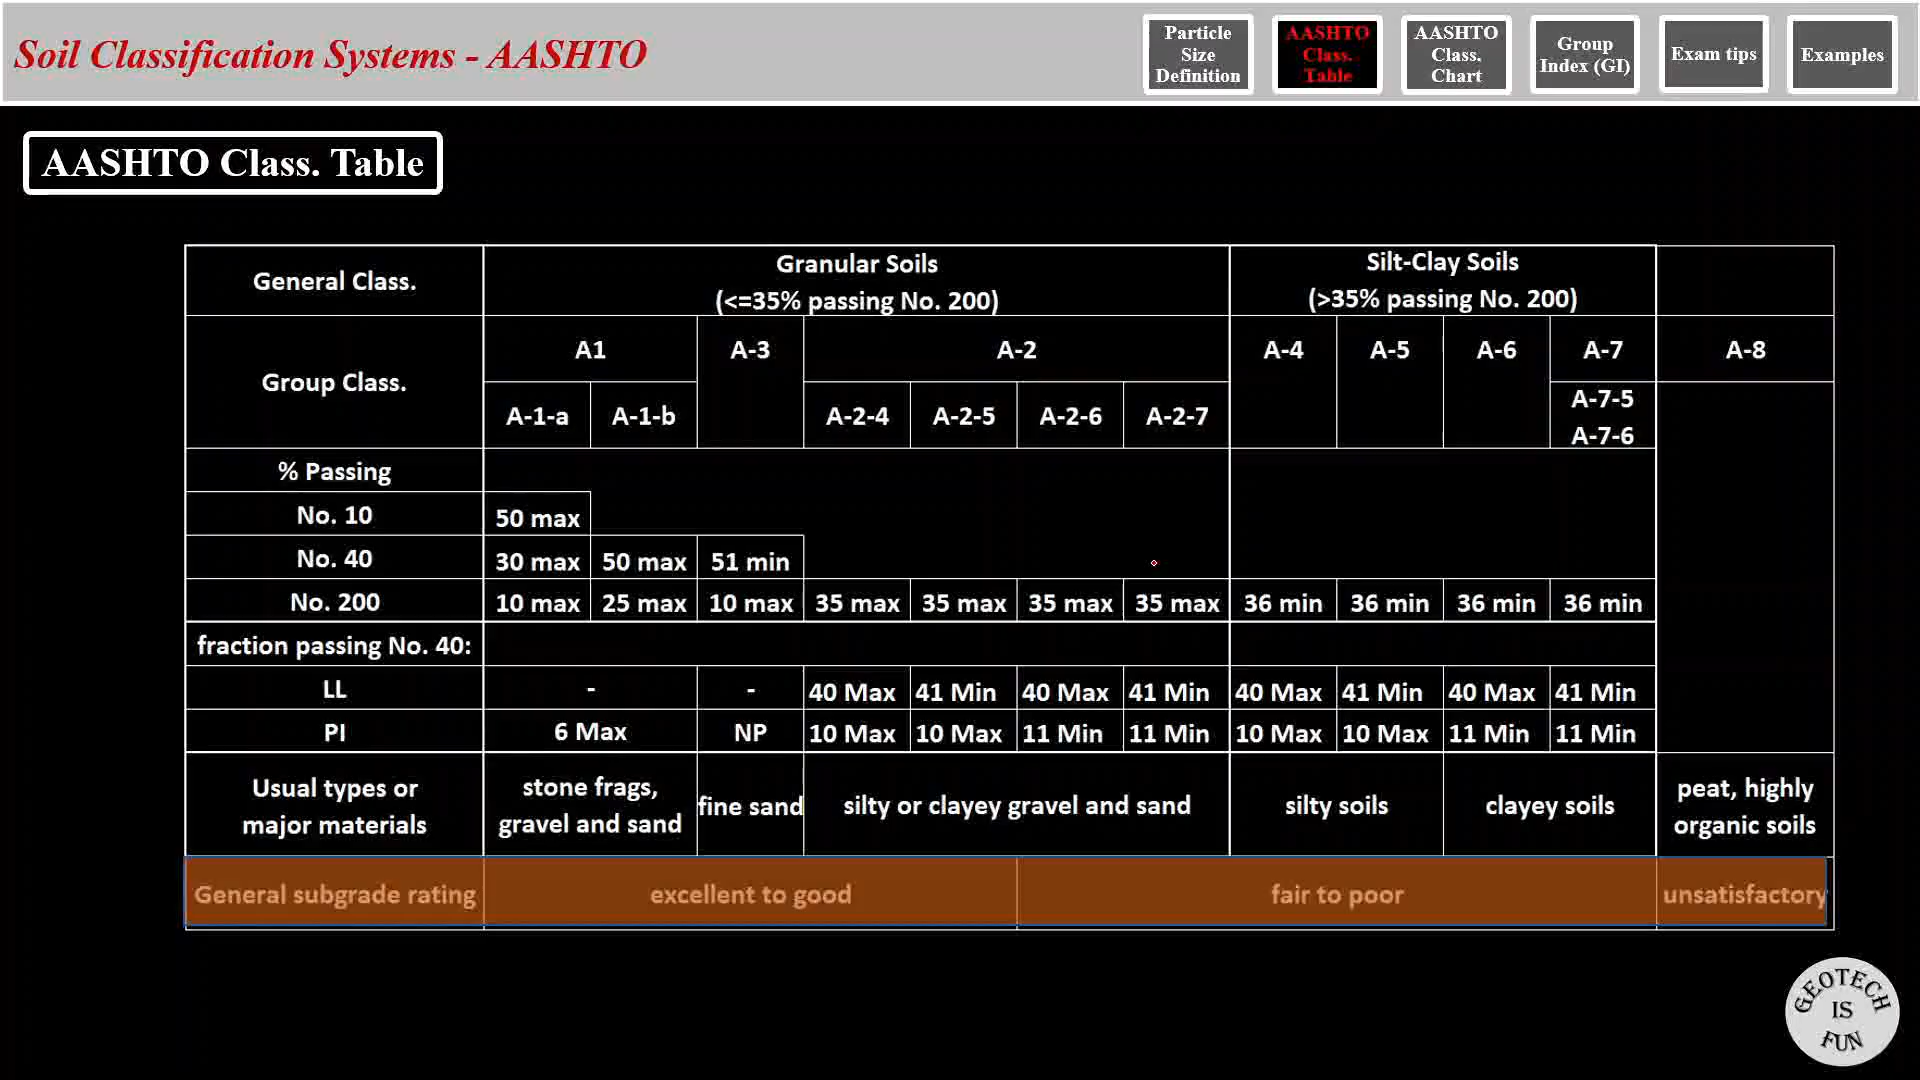 Soil Classification Systems - AASHTO
Particle
Size
Definition
AASHTO
Class.
Table
AASHTO
Class.
Chart
Group
Index (GI)
Exam tips
Examples
AASHTO Class. Table
General Class.
Granular Soils
(<=35% passing No. 200)
Silt-Clay Soils
(>35% passing No. 200)
Group Class.
A1 A-3 A-2 A-4 A-5 A-6 A-7 A-8
A-1-a A-1-b A-2-4 A-2-5 A-2-6 A-2-7 A-7-5
A-7-6
% Passing
No. 10 50 max
No. 40 30 max 50 max 51 min
No. 200 10 max 25 max 10 max 35 max 35 max 35 max 35 max 36 min 36 min 36 min 36 min
fraction passing No. 40:
LL - - 40 Max 41 Min 40 Max 41 Min 40 Max 41 Min 40 Max 41 Min
PI 6 Max NP 10 Max 10 Max 11 Min 11 Min 10 Max 10 Max 11 Min 11 Min
Usual types or
major materials
stone frags,
gravel and sand
fine sand
silty or clayey gravel and sand
silty soils
clayey soils
peat, highly
organic soils
General subgrade rating excellent to good fair to poor unsatisfactory
GEOTECH
IS
FUN